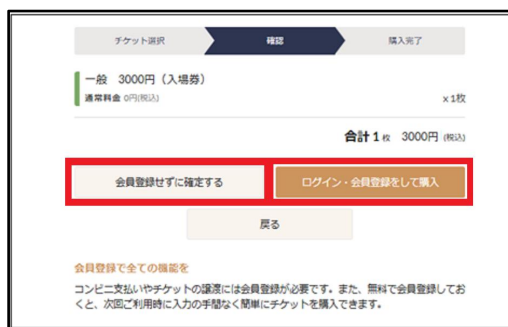 チケット選択
確認
購入完了
一般 3000円（入場券）
通常料金 0円(税込)
×1枚
合計 1 枚 3000円 (税込)
会員登録せずに確定する
ログイン・会員登録をして購入
戻る
会員登録で全ての機能を
コンビニ支払いやチケットの譲渡には会員登録が必要です。また、無料で会員登録してお
くと、次回ご利用時に入力の手間なく簡単にチケットを購入できます。